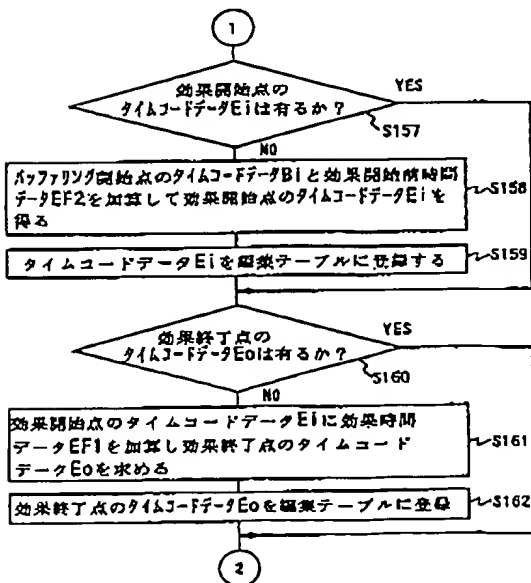 1
効果開始点の
タイムコードデータEiは有るか?
YES
S157
NO
バッファリング開始点のタイムコードデータBiと効果開始前時間
データEF2を加算して効果開始点のタイムコードデータEiを
得る
S158
タイムコードデータEiを編集テーブルに登録する
S159
効果終了点の
タイムコードデータEoは有るか?
YES
S160
NO
効果開始点のタイムコードデータEiに効果時間
データEF1を加算し効果終了点のタイムコード
データEoを求める
S161
効果終了点のタイムコードデータEoを編集テーブルに登録
S162
2